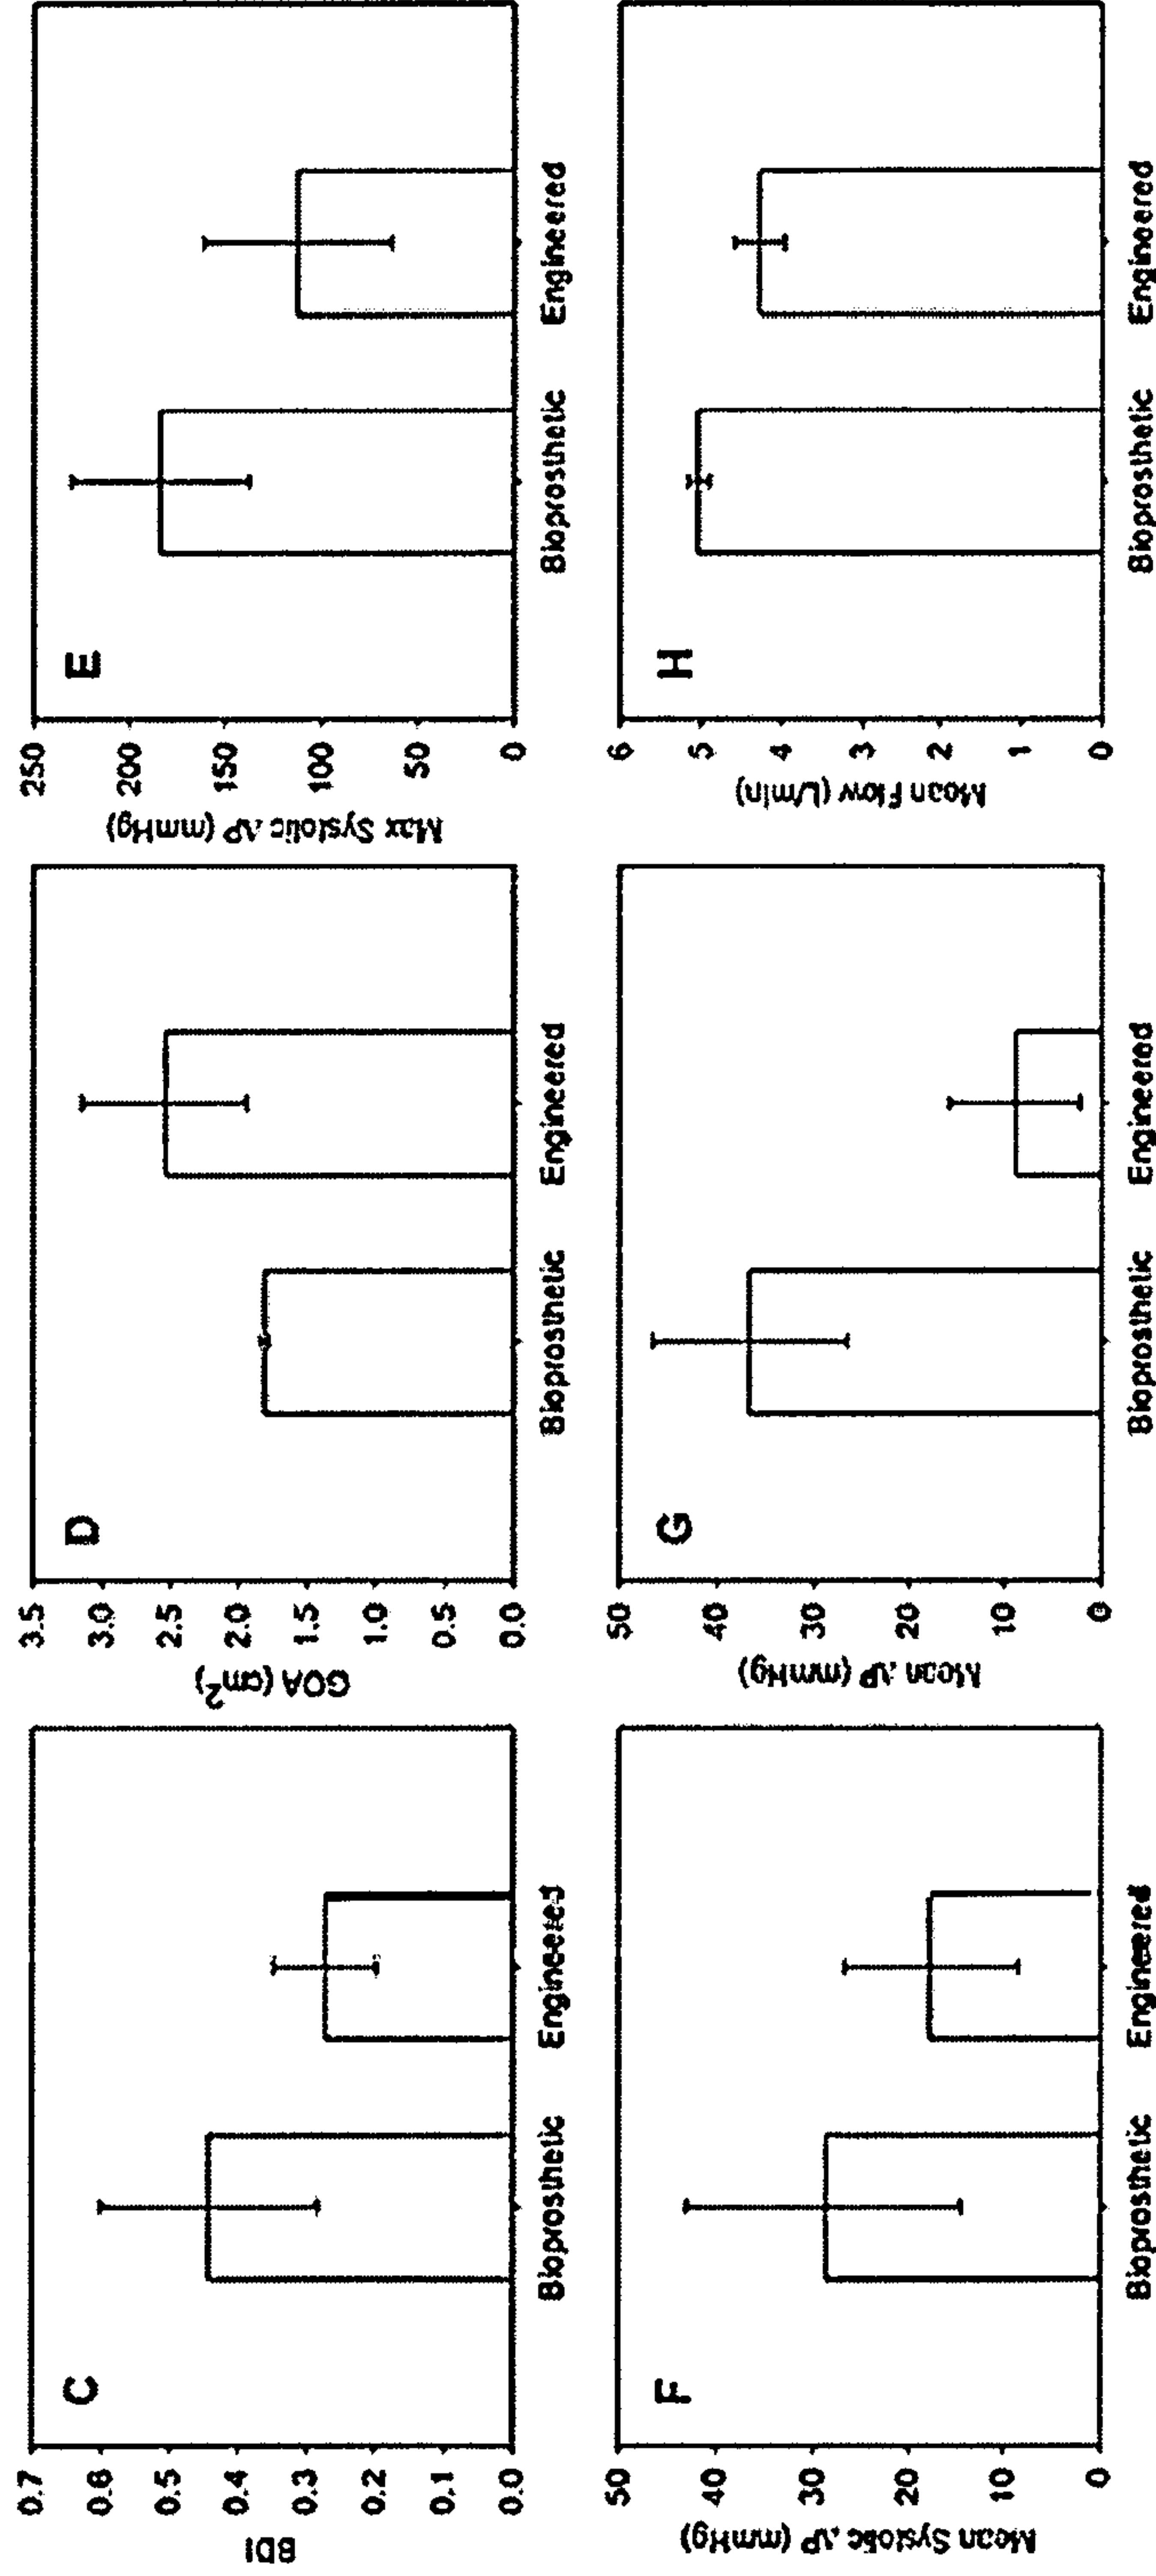 C
BDI
0.7
0.6
0.5
0.4
0.3
0.2
0.1
0.0
Bioprosthetic Engineered
D
GOA (cm²)
3.5
3.0
2.5
2.0
1.5
1.0
0.5
0.0
Bioprosthetic Engineered
E
Max Systolic ΔP (mmHg)
250
200
150
100
50
0
Bioprosthetic Engineered
F
Mean Systolic ΔP (mmHg)
50
40
30
20
10
0
Bioprosthetic Engineered
G
Mean ΔP (mmHg)
50
40
30
20
10
0
Bioprosthetic Engineered
H
Mean Flow (L/min)
6
5
4
3
2
1
0
Bioprosthetic Engineered